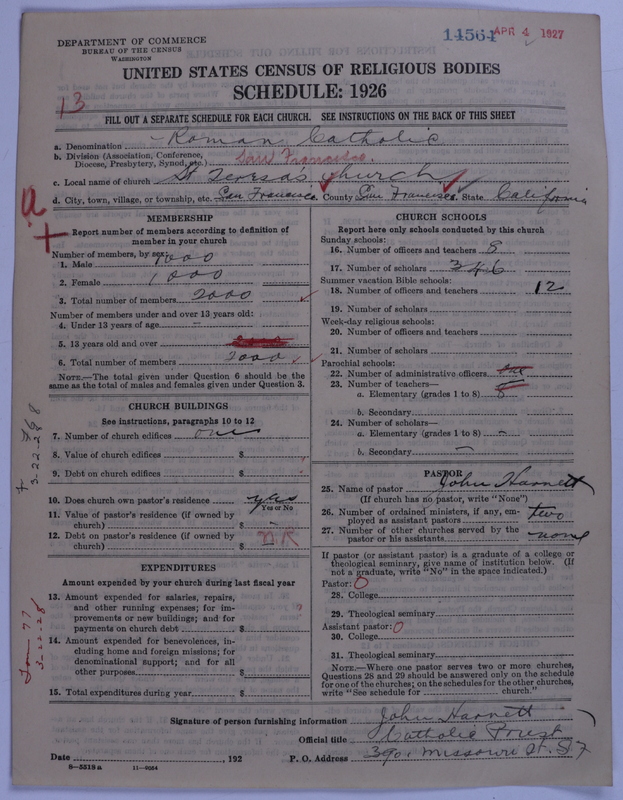 14564 APR 4 1927
DEPARTMENT OF COMMERCE
BUREAU OF THE CENSUS
WASHINGTON
UNITED STATES CENSUS OF RELIGIOUS BODIES
SCHEDULE: 1926
13
FILL OUT A SEPARATE SCHEDULE FOR EACH CHURCH. SEE INSTRUCTIONS ON THE BACK OF THIS SHEET
a. Denomination Roman Catholic
b. Division (Association, Conference, Diocese, Presbytery, Synod, etc.) San Francisco.
c. Local name of church St Teresas Church
d. City, town, village, or township, etc. San Francisco. County San Francisco. State California
a
MEMBERSHIP
Report number of members according to definition of
member in your church
Number of members, by sex:
1. Male 1000
2. Female 1000
3. Total number of members 2000
Number of members under and over 13 years old:
4. Under 13 years of age –
5. 13 years old and over
6. Total number of members 2000
NOTE.—The total given under Question 6 should be the
same as the total of males and females given under Question 3.
CHURCH BUILDINGS
See instructions, paragraphs 10 to 12
7. Number of church edifices one
8. Value of church edifices $
9. Debt on church edifices $
10. Does church own pastor's residence yes
Yes or No
11. Value of pastor's residence (if owned by
church) $ –
12. Debt on pastor's residence (if owned by
church) $ N R
EXPENDITURES
Amount expended by your church during last fiscal year
13. Amount expended for salaries, repairs,
and other running expenses; for im-
provements or new buildings; and for
payments on church debt $
14. Amount expended for benevolences, in-
cluding home and foreign missions; for
denominational support; and for all
other purposes $
15. Total expenditures during year $
3-22-28
3-22-28
CHURCH SCHOOLS
Report here only schools conducted by this church
Sunday schools:
16. Number of officers and teachers 8
17. Number of scholars 346
Summer vacation Bible schools:
18. Number of officers and teachers 12
19. Number of scholars
Week-day religious schools:
20. Number of officers and teachers
21. Number of scholars
Parochial schools:
22. Number of administrative officers
23. Number of teachers—
a. Elementary (grades 1 to 8) 8
b. Secondary
24. Number of scholars—
a. Elementary (grades 1 to 8) –
b. Secondary –
PASTOR
25. Name of pastor John Harnett
(If church has no pastor, write "None")
26. Number of ordained ministers, if any, em-
ployed as assistant pastors two
27. Number of other churches served by the
pastor or his assistants none
If pastor (or assistant pastor) is a graduate of a college or
theological seminary, give name of institution below. (If
not a graduate, write "No" in the space indicated.)
Pastor: O
28. College
29. Theological seminary
Assistant pastor: O
30. College
31. Theological seminary
NOTE.—Where one pastor serves two or more churches,
Questions 28 and 29 should be answered only on the schedule
for one of the churches; on the schedules for the other churches,
write "See schedule for church."
Signature of person furnishing information John Harnett
Official title Catholic Priest
Date , 192 P. O. Address 390, Missouri St. S F
8—5518 a 11—9664